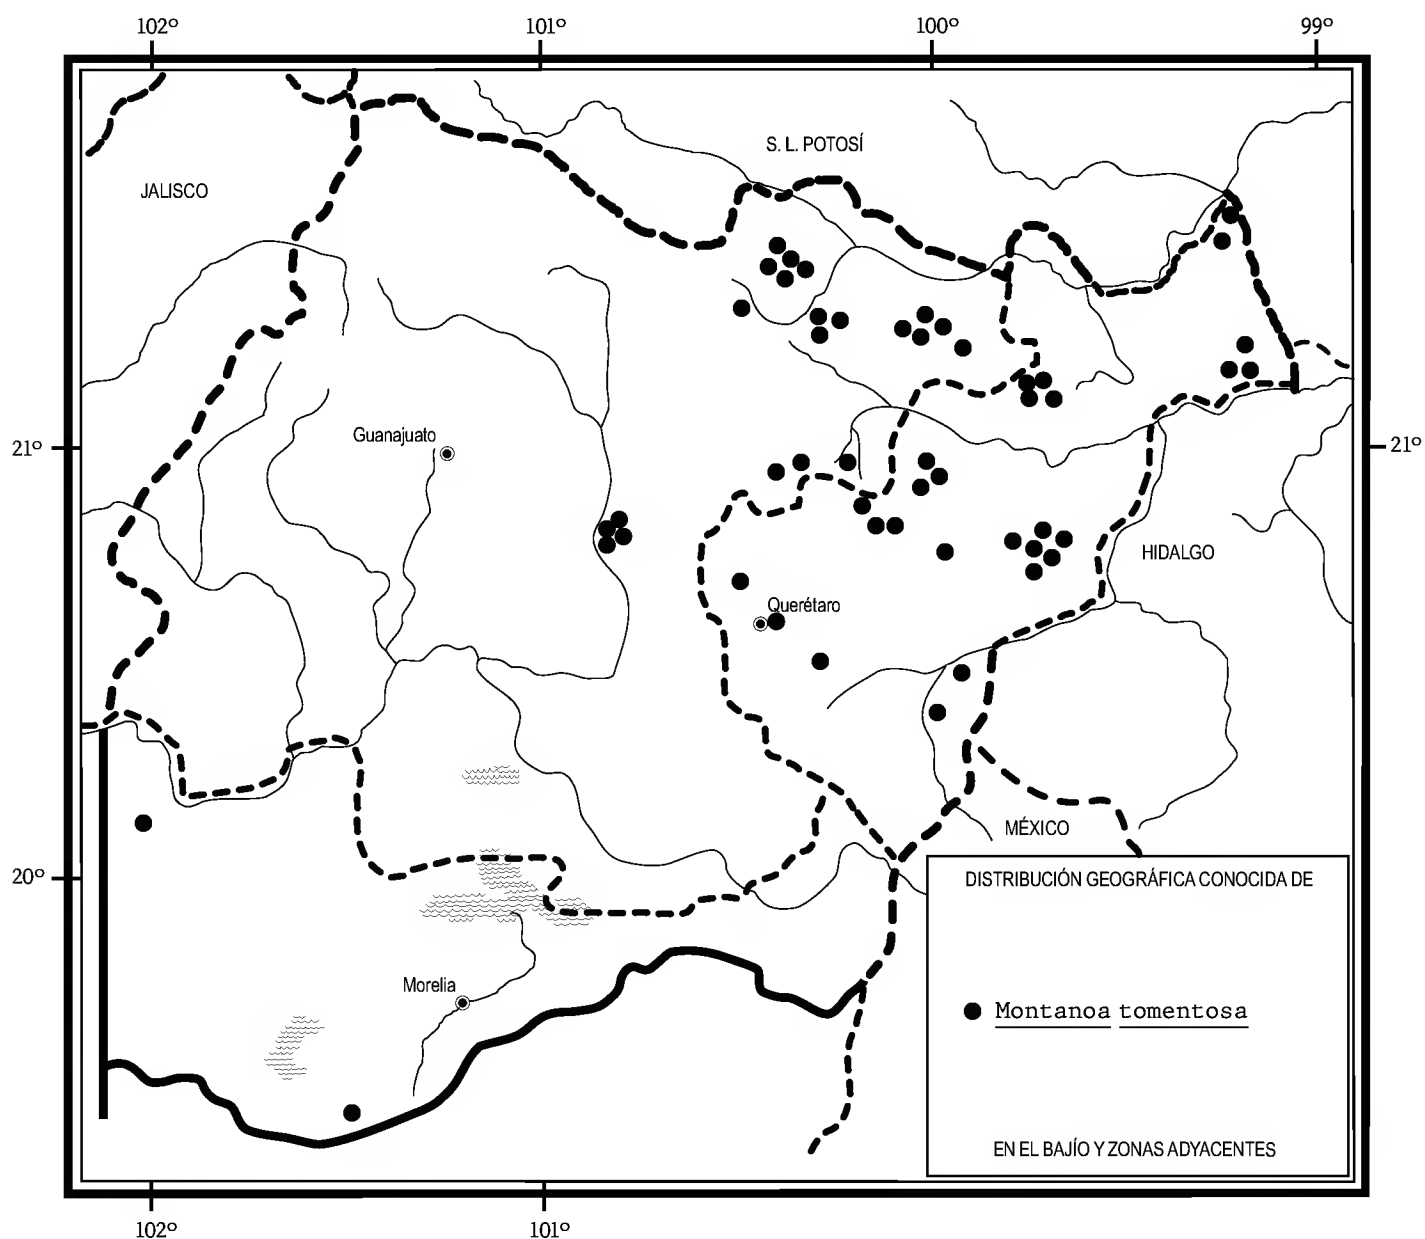 102º 101º 100º 99º
S. L. POTOSÍ
JALISCO
Guanajuato
21º 21º
HIDALGO
Querétaro
MÉXICO
20º
DISTRIBUCIÓN GEOGRÁFICA CONOCIDA DE
Morelia
Montanoa tomentosa
EN EL BAJÍO Y ZONAS ADYACENTES
102º 101º